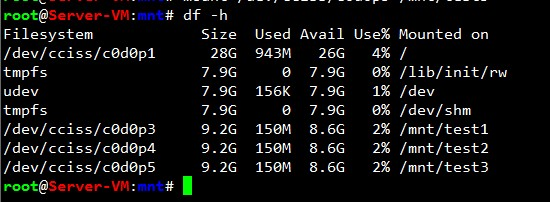 root@Server-VM:mnt# df -h
Filesystem Size Used Avail Use% Mounted on
/dev/cciss/c0d0p1 28G 943M 26G 4% /
tmpfs 7.9G 0 7.9G 0% /lib/init/rw
udev 7.9G 156K 7.9G 1% /dev
tmpfs 7.9G 0 7.9G 0% /dev/shm
/dev/cciss/c0d0p3 9.2G 150M 8.6G 2% /mnt/test1
/dev/cciss/c0d0p4 9.2G 150M 8.6G 2% /mnt/test2
/dev/cciss/c0d0p5 9.2G 150M 8.6G 2% /mnt/test3
root@Server-VM:mnt#